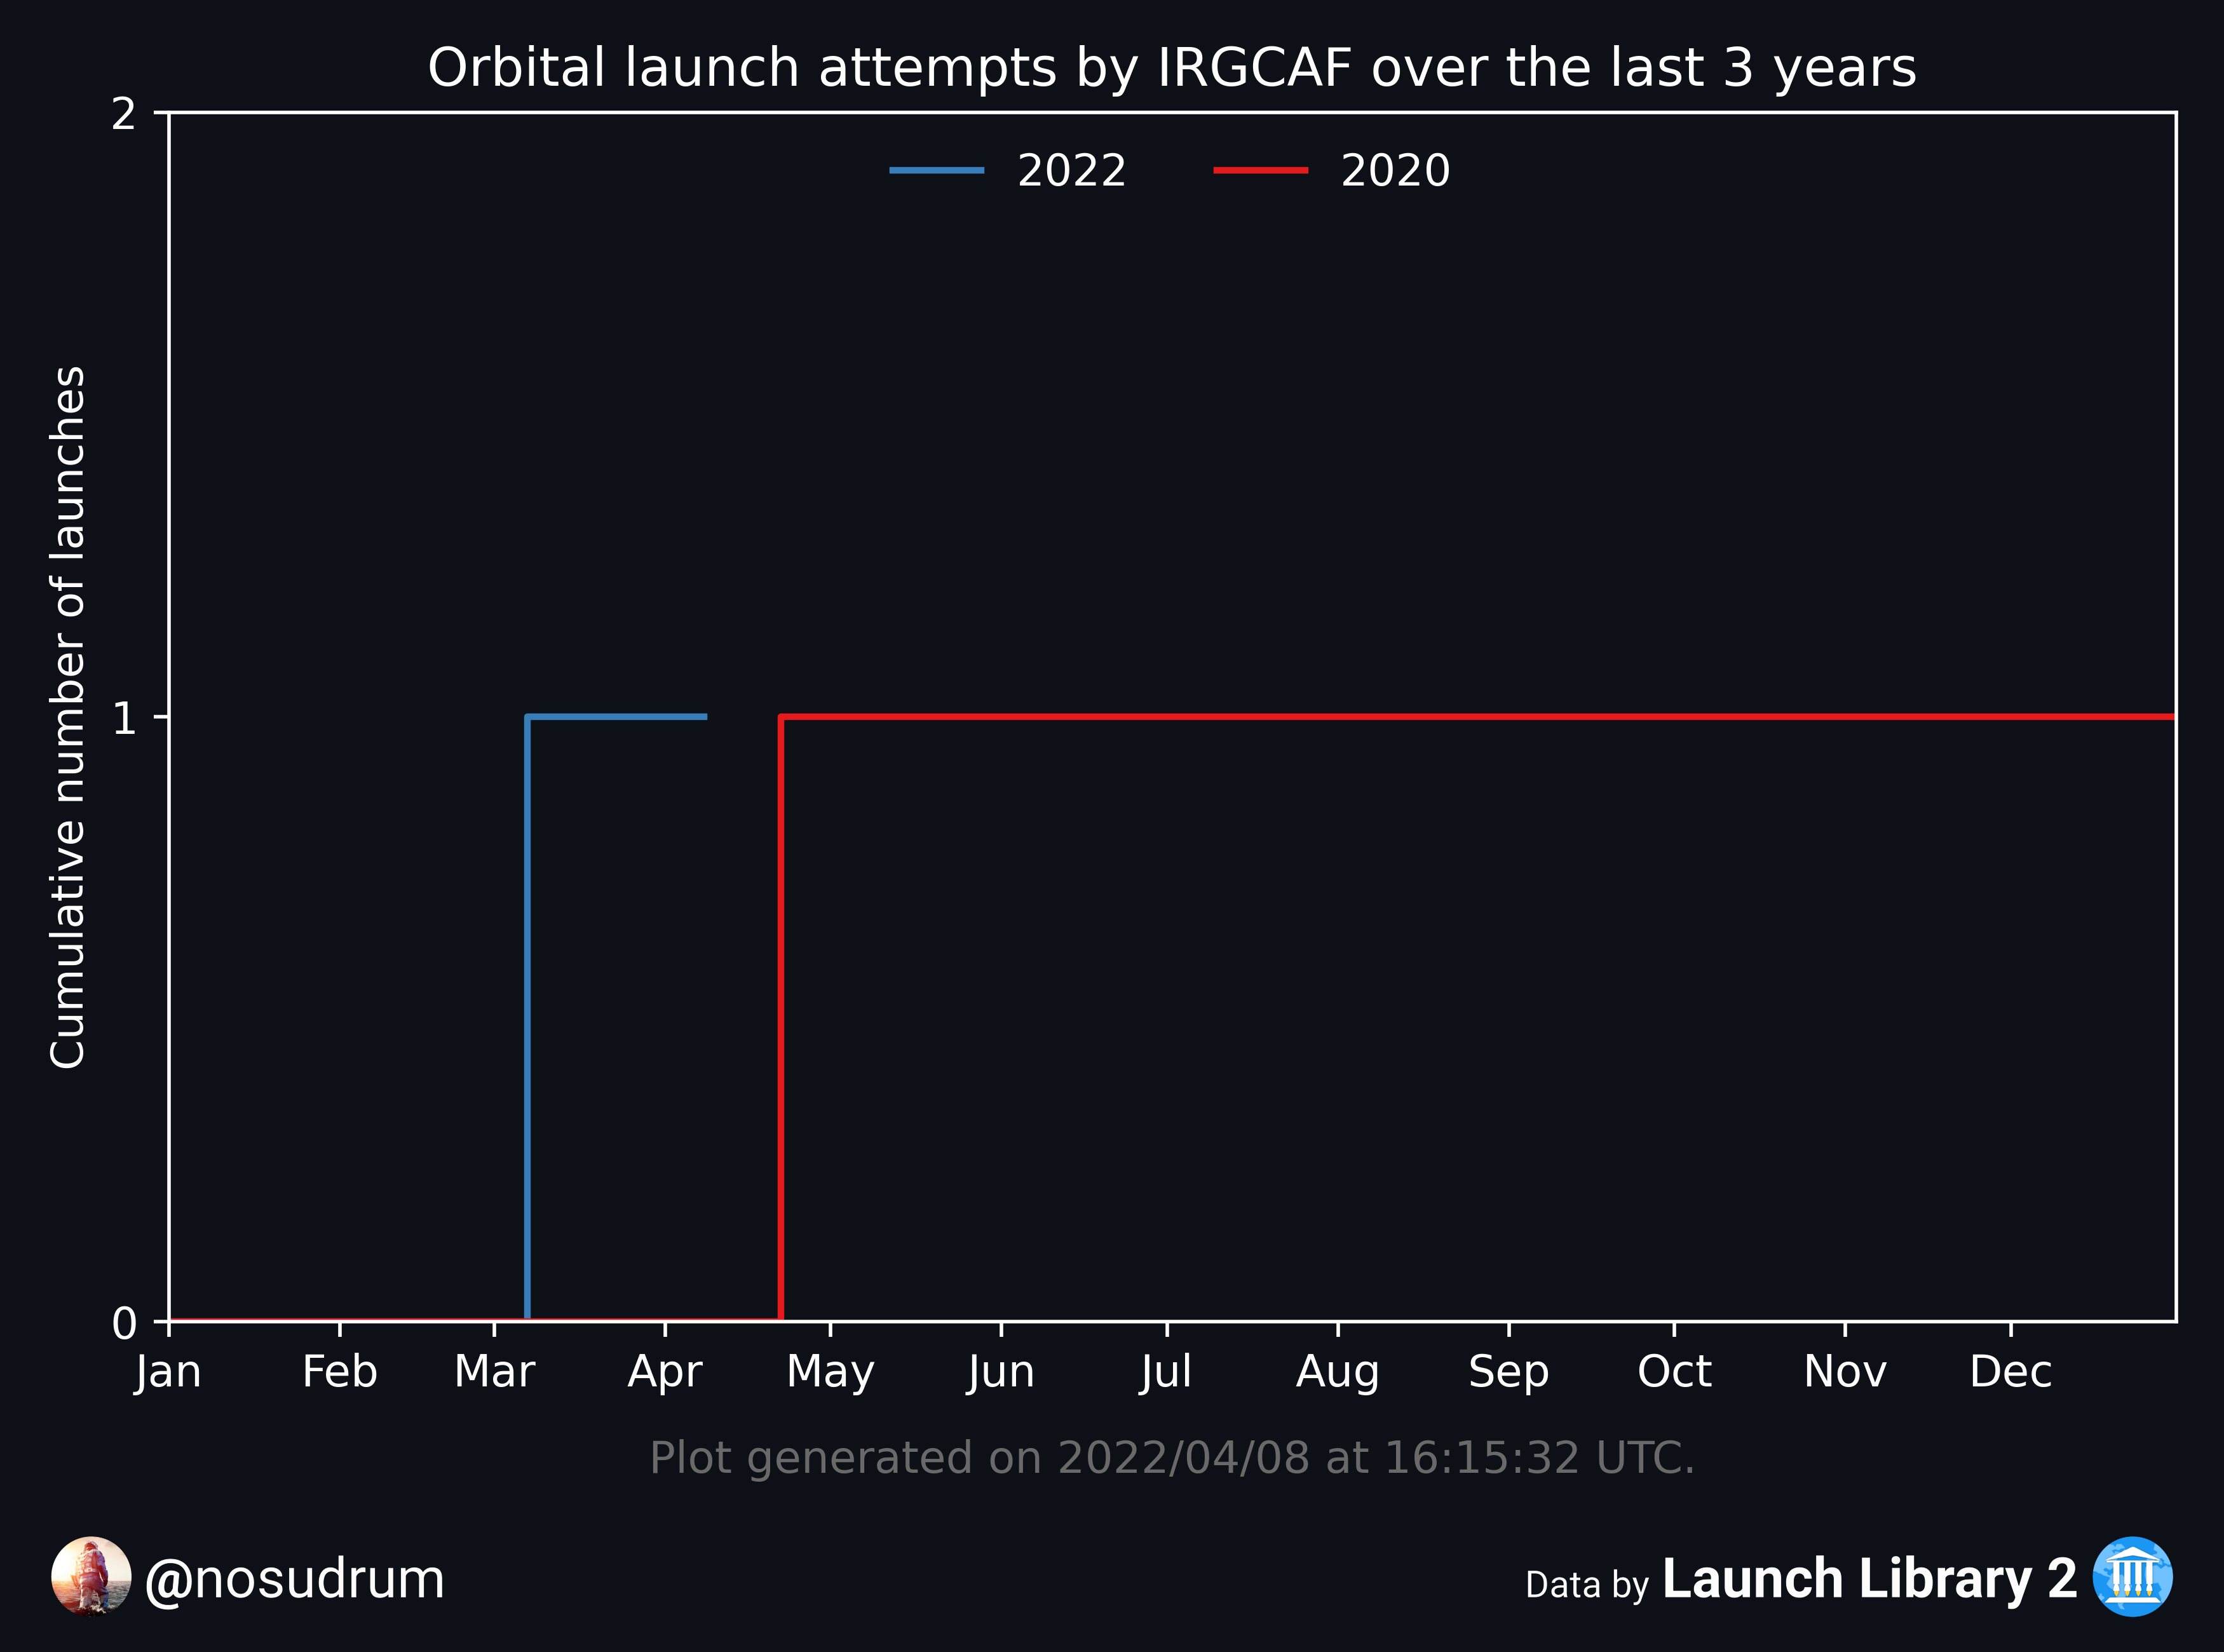 Orbital launch attempts by IRGCAF over the last 3 years
2
2022 2020
Cumulative number of launches
1
0
Jan Feb Mar Apr May Jun Jul Aug Sep Oct Nov Dec
Plot generated on 2022/04/08 at 16:15:32 UTC.
@nosudrum
Data by Launch Library 2